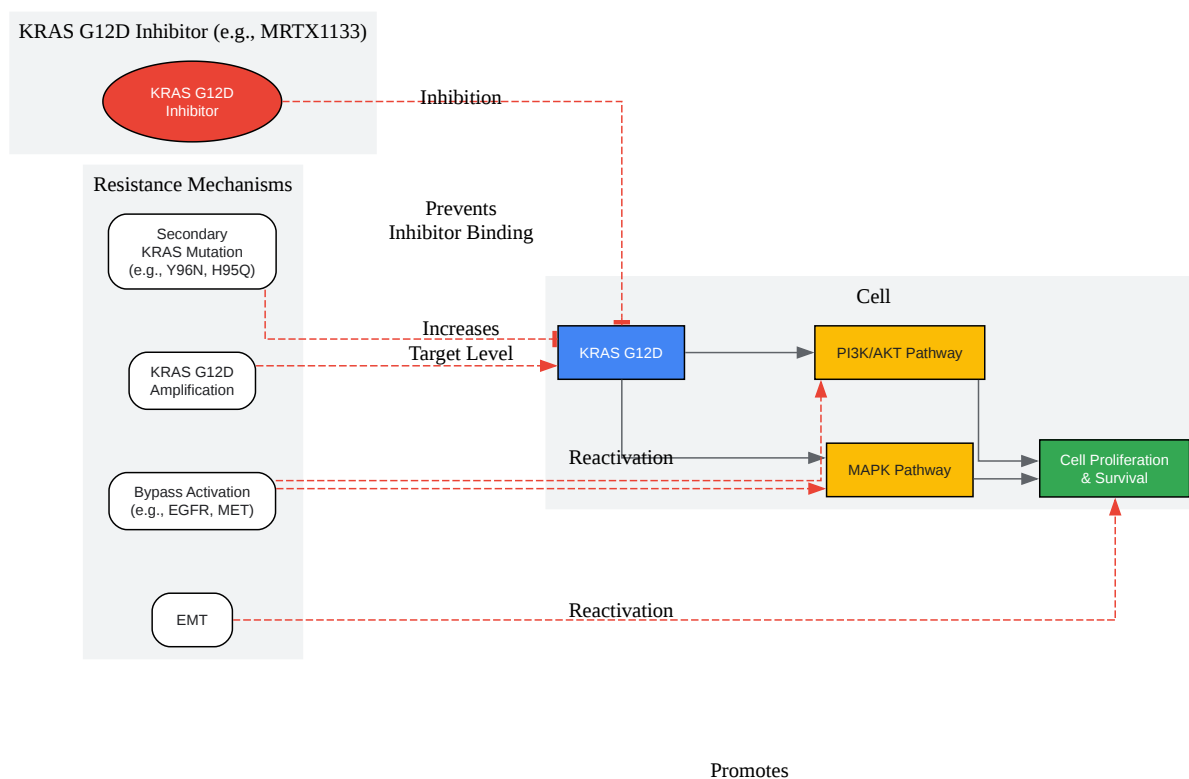 KRAS G12D Inhibitor (e.g., MRTX1133)
KRAS G12D
Inhibitor
Inhibition
Resistance Mechanisms
Secondary
KRAS Mutation
(e.g., Y96N, H95Q)
Prevents
Inhibitor Binding
Cell
Increases
Target Level
KRAS G12D
PI3K/AKT Pathway
KRAS G12D
Amplification
Reactivation
MAPK Pathway
Cell Proliferation
& Survival
Bypass Activation
(e.g., EGFR, MET)
EMT
Reactivation
Promotes